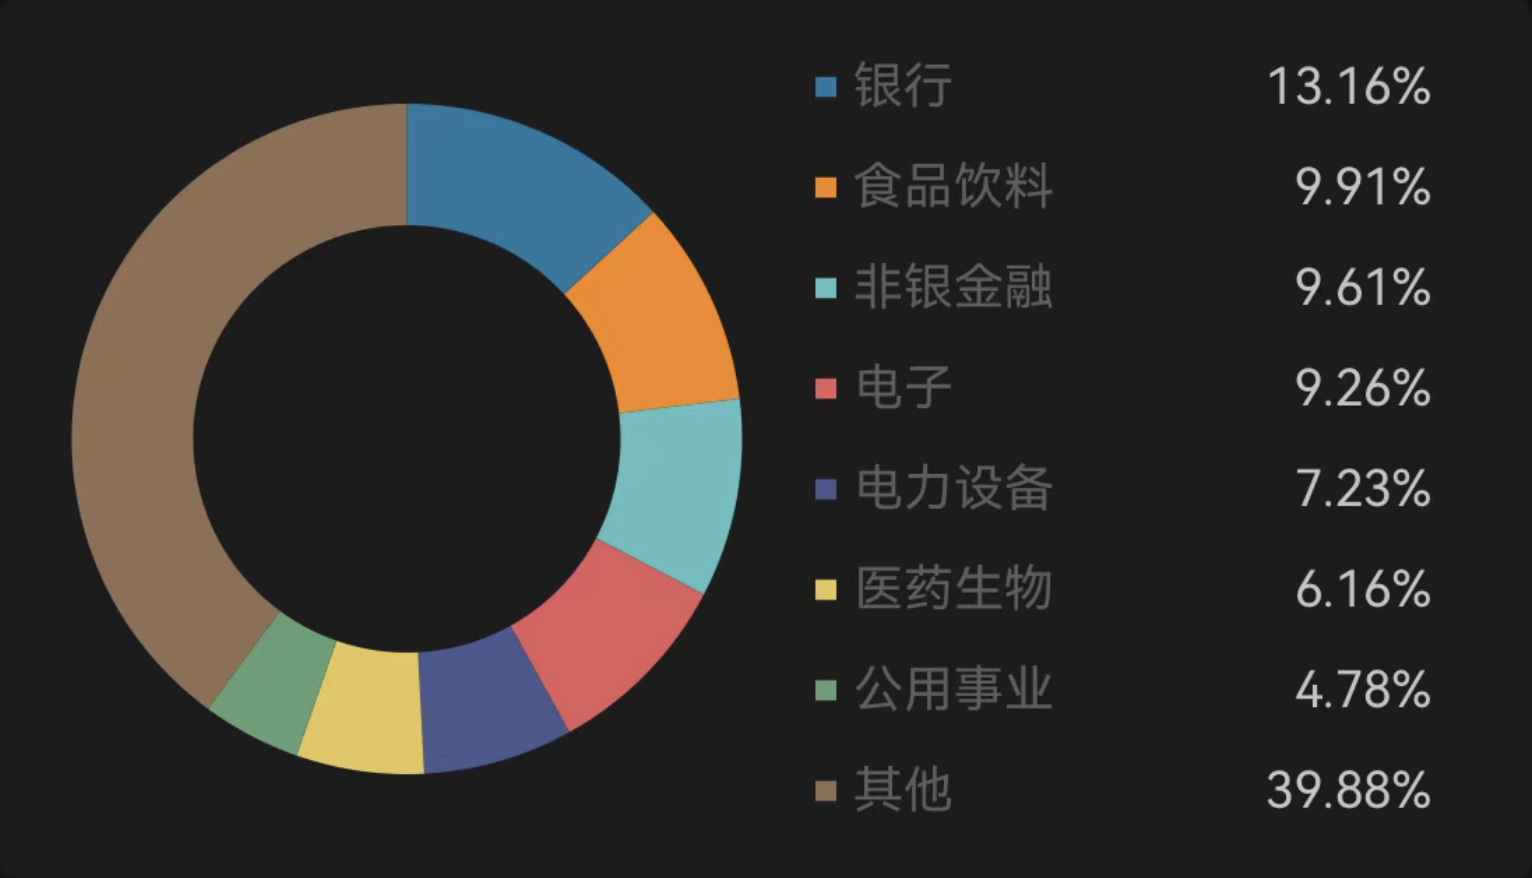 银行 13.16%
食品饮料 9.91%
非银金融 9.61%
电子 9.26%
电力设备 7.23%
医药生物 6.16%
公用事业 4.78%
其他 39.88%